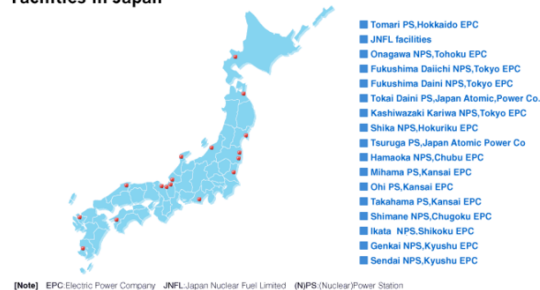 Facilities in Japan
Tomari PS,Hokkaido EPC
JNFL facilities
Onagawa NPS,Tohoku EPC
Fukushima Daiichi NPS,Tokyo EPC
Fukushima Daini NPS,Tokyo EPC
Tokai Daini PS,Japan Atomic,Power Co.
Kashiwazaki Kariwa NPS,Tokyo EPC
Shika NPS,Hokuriku EPC
Tsuruga PS,Japan Atomic Power Co
Hamaoka NPS,Chubu EPC
Mihama PS,Kansai EPC
Ohi PS,Kansai EPC
Takahama PS,Kansai EPC
Shimane NPS,Chugoku EPC
Ikata NPS.Shikoku EPC
Genkai NPS,Kyushu EPC
Sendai NPS,Kyushu EPC
[Note] EPC:Electric Power Company JNFL:Japan Nuclear Fuel Limited (N)PS:(Nuclear)Power Station